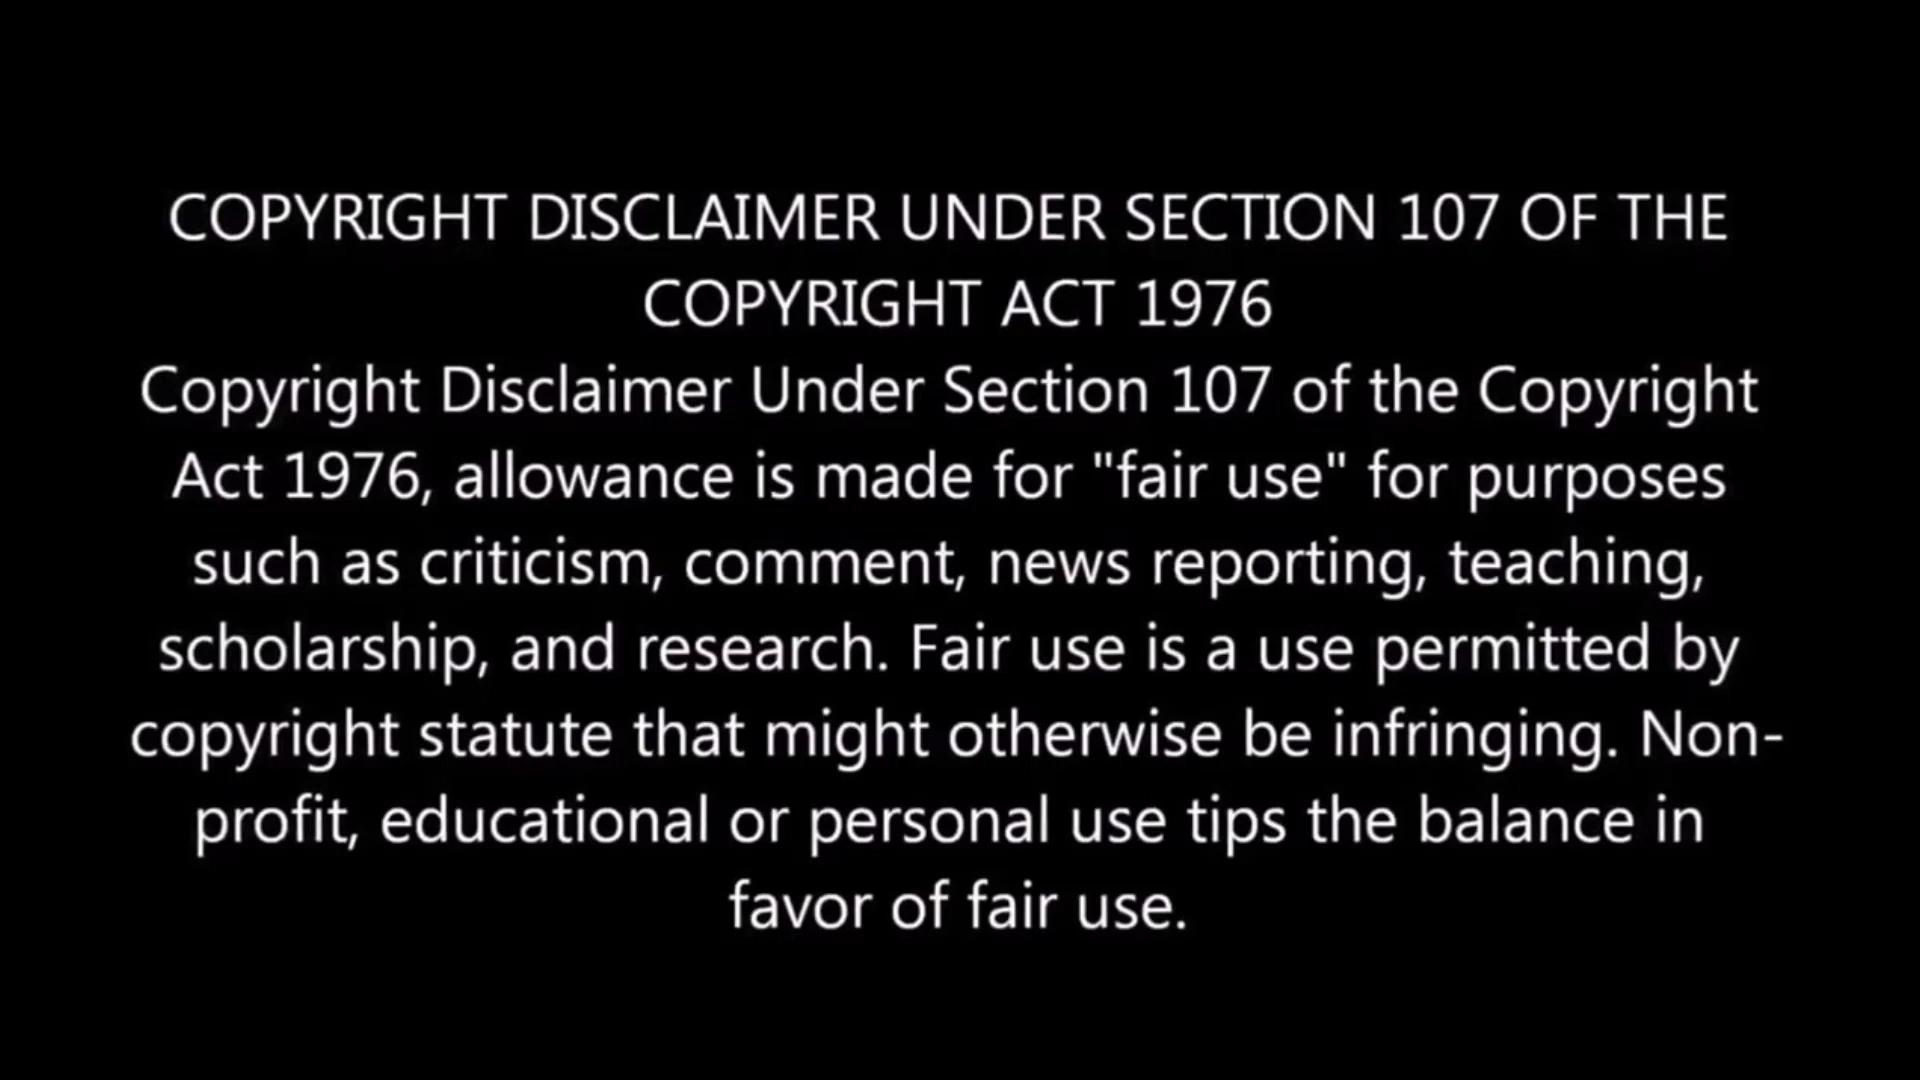 COPYRIGHT DISCLAIMER UNDER SECTION 107 OF THE
COPYRIGHT ACT 1976
Copyright Disclaimer Under Section 107 of the Copyright
Act 1976, allowance is made for "fair use" for purposes
such as criticism, comment, news reporting, teaching,
scholarship, and research. Fair use is a use permitted by
copyright statute that might otherwise be infringing. Non-
profit, educational or personal use tips the balance in
favor of fair use.